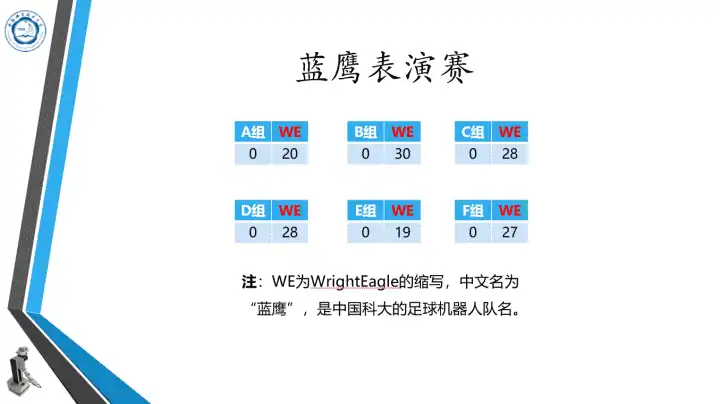 蓝鹰表演赛
A组 WE B组 WE C组 WE
0 20 0 30 0 28
D组 WE E组 WE F组 WE
0 28 0 19 0 27
注：WE为WrightEagle的缩写，中文名为
“蓝鹰”，是中国科大的足球机器人队名。